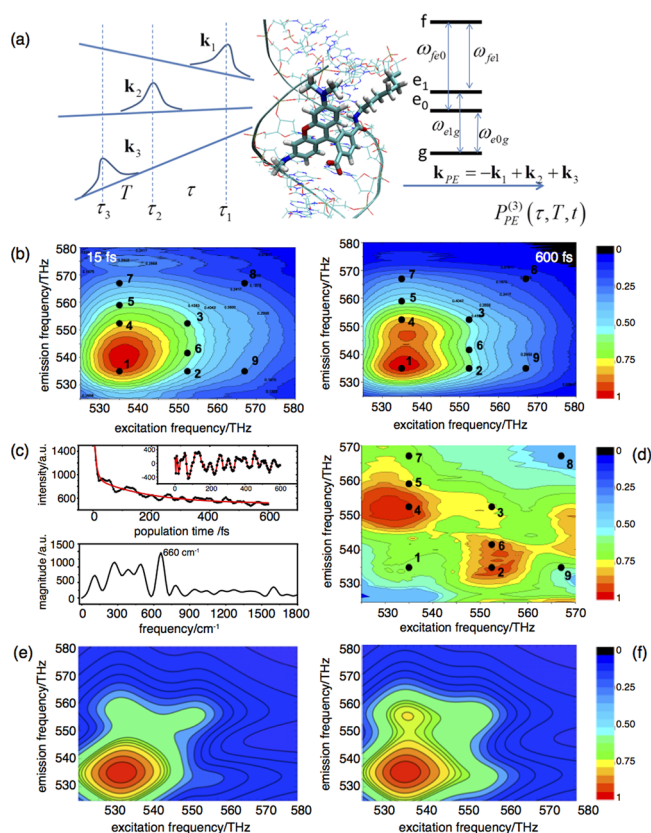 (a)
k₁
k₂
k₃
T
τ
τ₃
τ₂
τ₁
f
ω_fe0
ω_fe1
e₁
e₀
ω_e1g
ω_e0g
g
k_PE = −k₁ + k₂ + k₃
P_PE^(3) (τ, T, t)
(b)
15 fs
580
570
560
550
540
530
emission frequency/THz
7
8
5
4
3
6
1
2
9
530 540 550 560 570 580
excitation frequency/THz
600 fs
580
570
560
550
540
530
emission frequency/THz
7
8
5
4
3
6
1
2
9
530 540 550 560 570 580
excitation frequency/THz
0
0.25
0.5
0.75
1
(c)
1400
1000
600
intensity/a.u.
400
0
-400
0 200 400 600
0 200 400 600
population time /fs
1500
1000
500
0
magnitude /a.u.
660 cm⁻¹
0 300 600 900 1200 1500 1800
frequency/cm⁻¹
(d)
570
560
550
540
530
emission frequency/THz
7
8
5
4
3
6
1
2
9
530 540 550 560 570
excitation frequency/THz
0
0.25
0.5
0.75
1
(e)
580
570
560
550
540
530
emission frequency/THz
530 540 550 560 570 580
excitation frequency/THz
(f)
580
570
560
550
540
530
emission frequency/THz
530 540 550 560 570 580
excitation frequency/THz
0
0.25
0.5
0.75
1